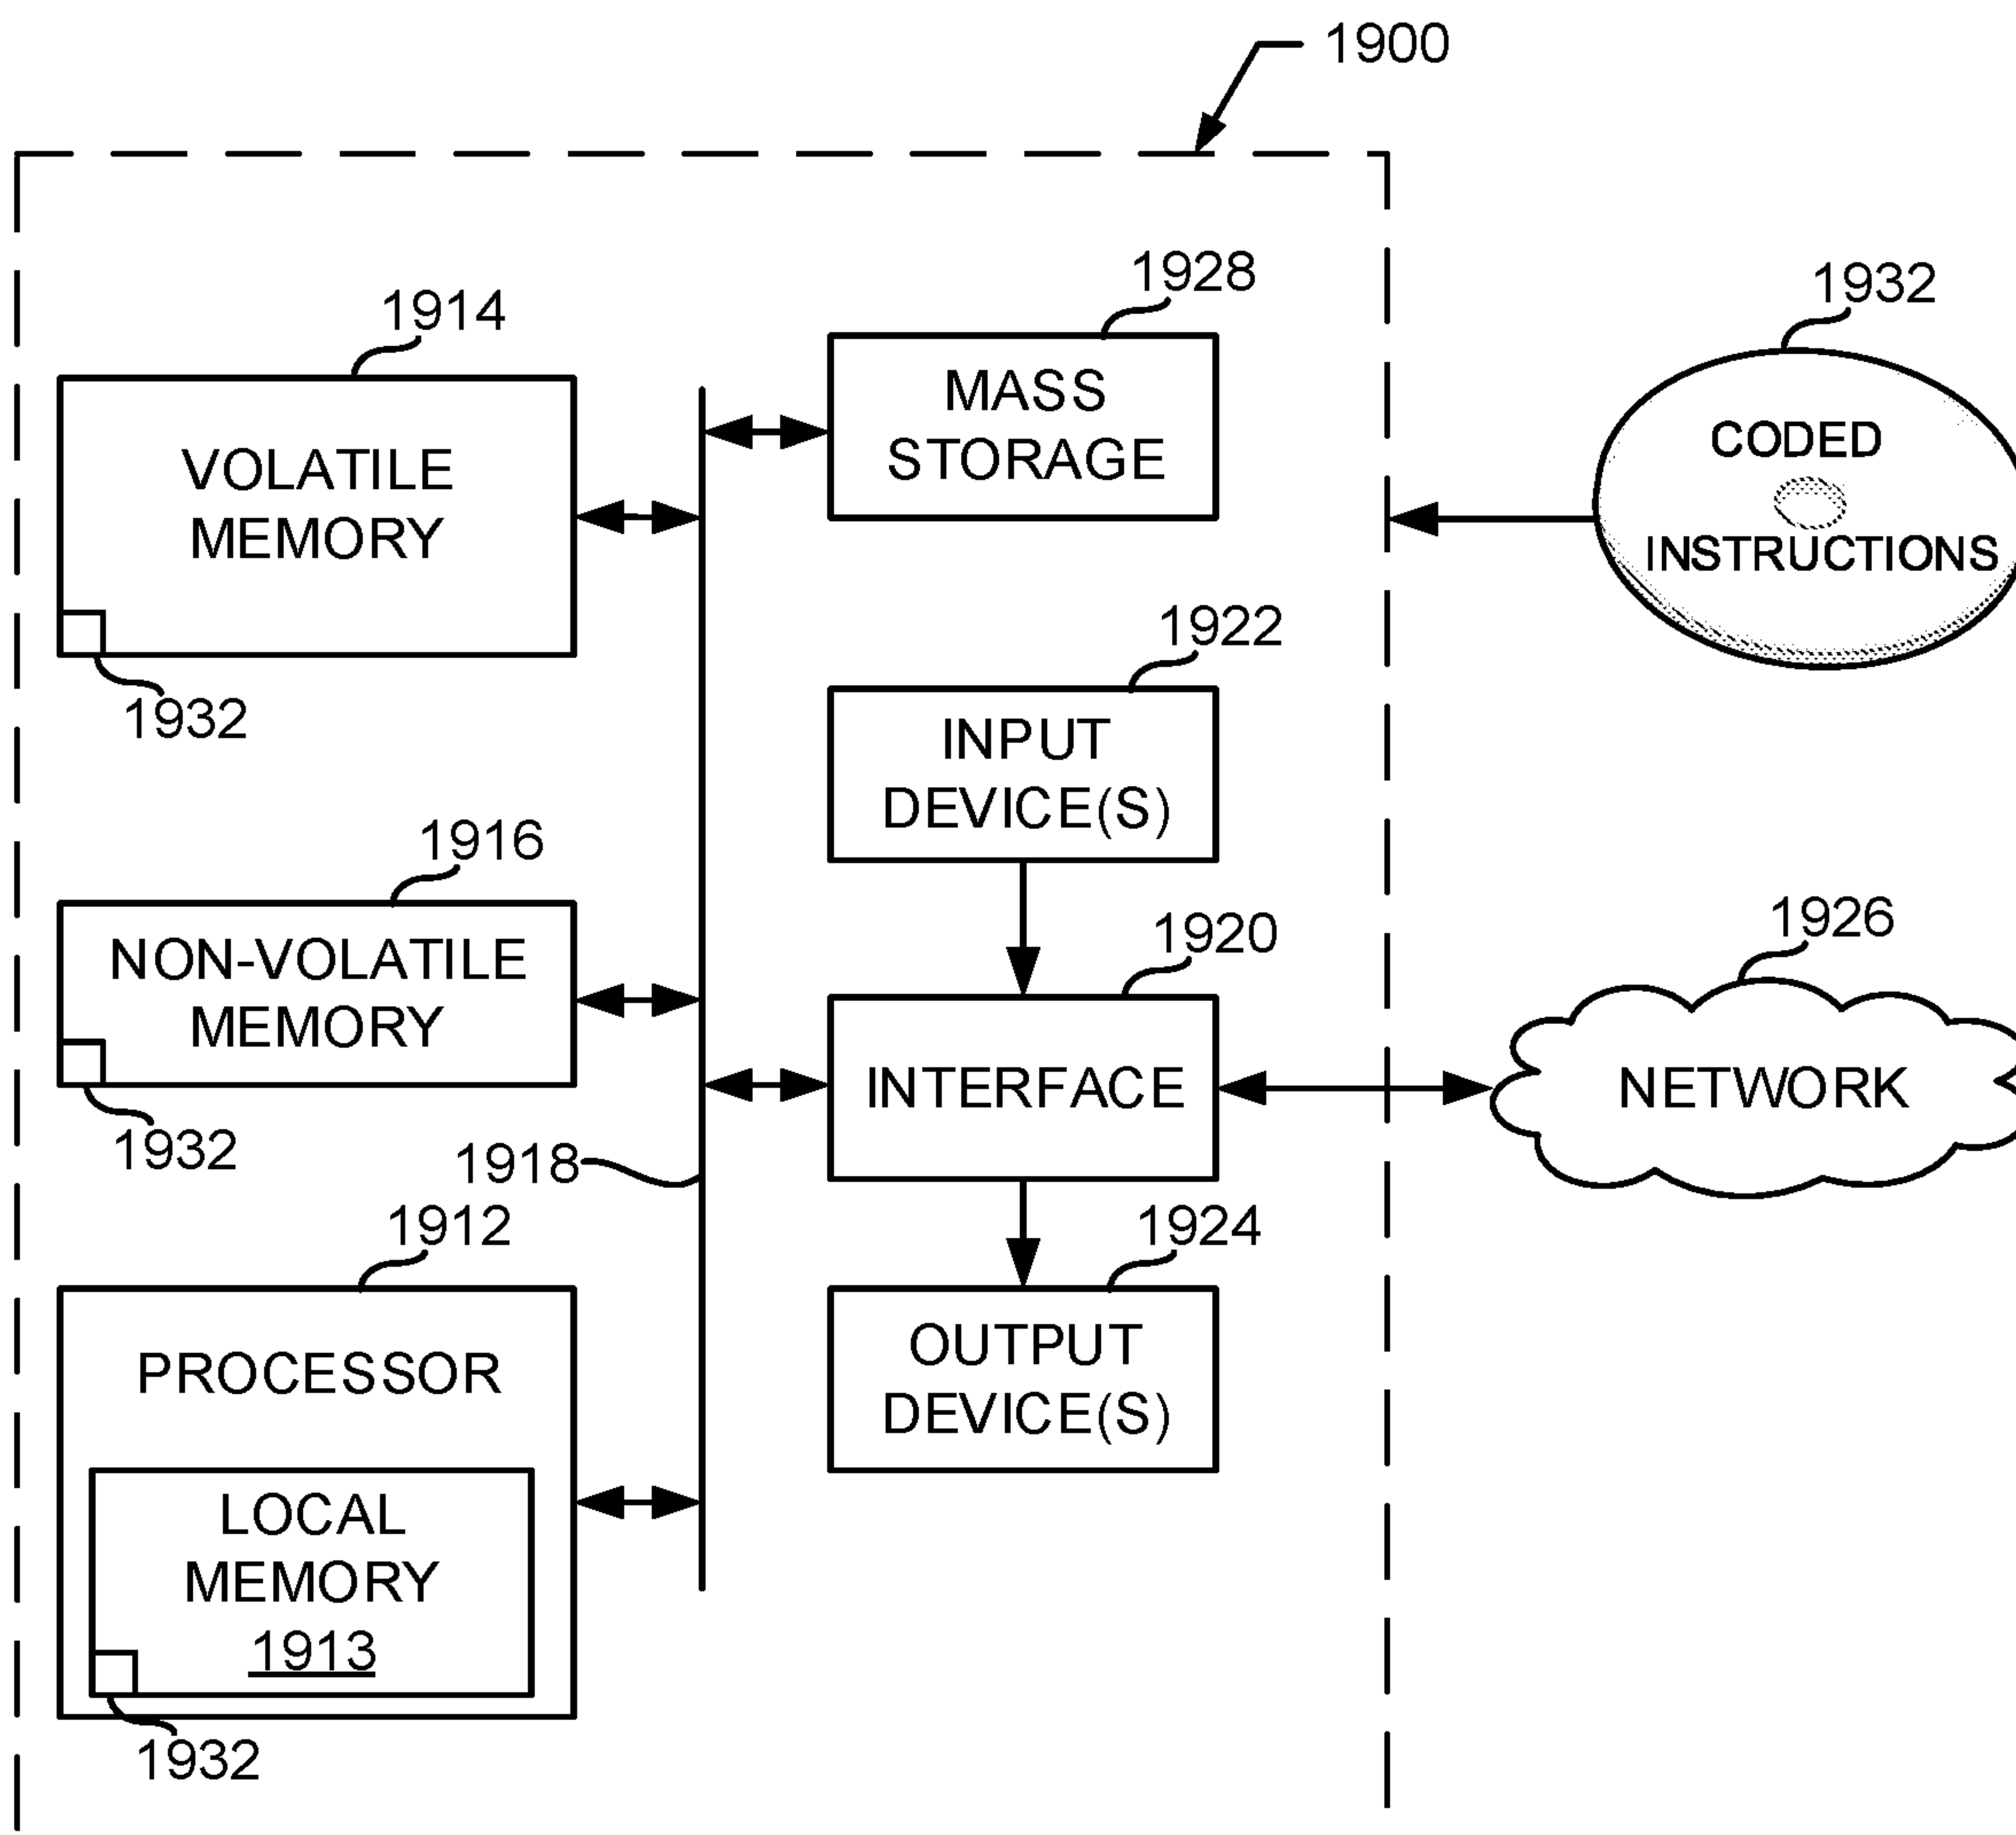 1900
1928
1932
1914
MASS
STORAGE
CODED
INSTRUCTIONS
VOLATILE
MEMORY
1932
1922
INPUT
DEVICE(S)
1916
NON-VOLATILE
MEMORY
1932
1920
1926
INTERFACE
NETWORK
1918
1912
1924
PROCESSOR
OUTPUT
DEVICE(S)
LOCAL
MEMORY
1913
1932